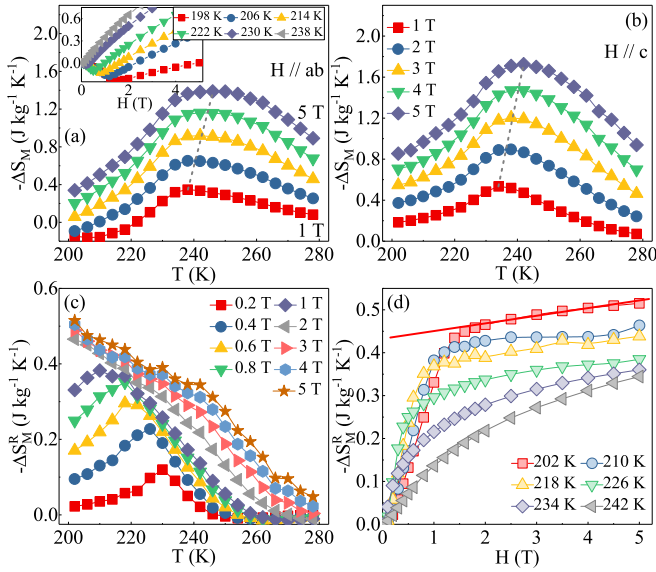 0.6
0.4
0.2
0.0
0 2 4
H (T)
198 K 206 K 214 K
222 K 230 K 238 K
H // ab
(a)
5 T
1 T
-ΔS_M (J kg⁻¹ K⁻¹)
2.0
1.6
1.2
0.8
0.4
0.0
200 220 240 260 280
T (K)
(b)
H // c
1 T
2 T
3 T
4 T
5 T
-ΔS_M (J kg⁻¹ K⁻¹)
2.0
1.6
1.2
0.8
0.4
0.0
200 220 240 260 280
T (K)
(c)
0.2 T 1 T
0.4 T 2 T
0.6 T 3 T
0.8 T 4 T
5 T
-ΔS_M^R (J kg⁻¹ K⁻¹)
0.6
0.4
0.2
0.0
200 220 240 260 280
T (K)
(d)
202 K 210 K
218 K 226 K
234 K 242 K
-ΔS_M^R (J kg⁻¹ K⁻¹)
0.5
0.4
0.3
0.2
0.1
0.0
0 1 2 3 4 5
H (T)